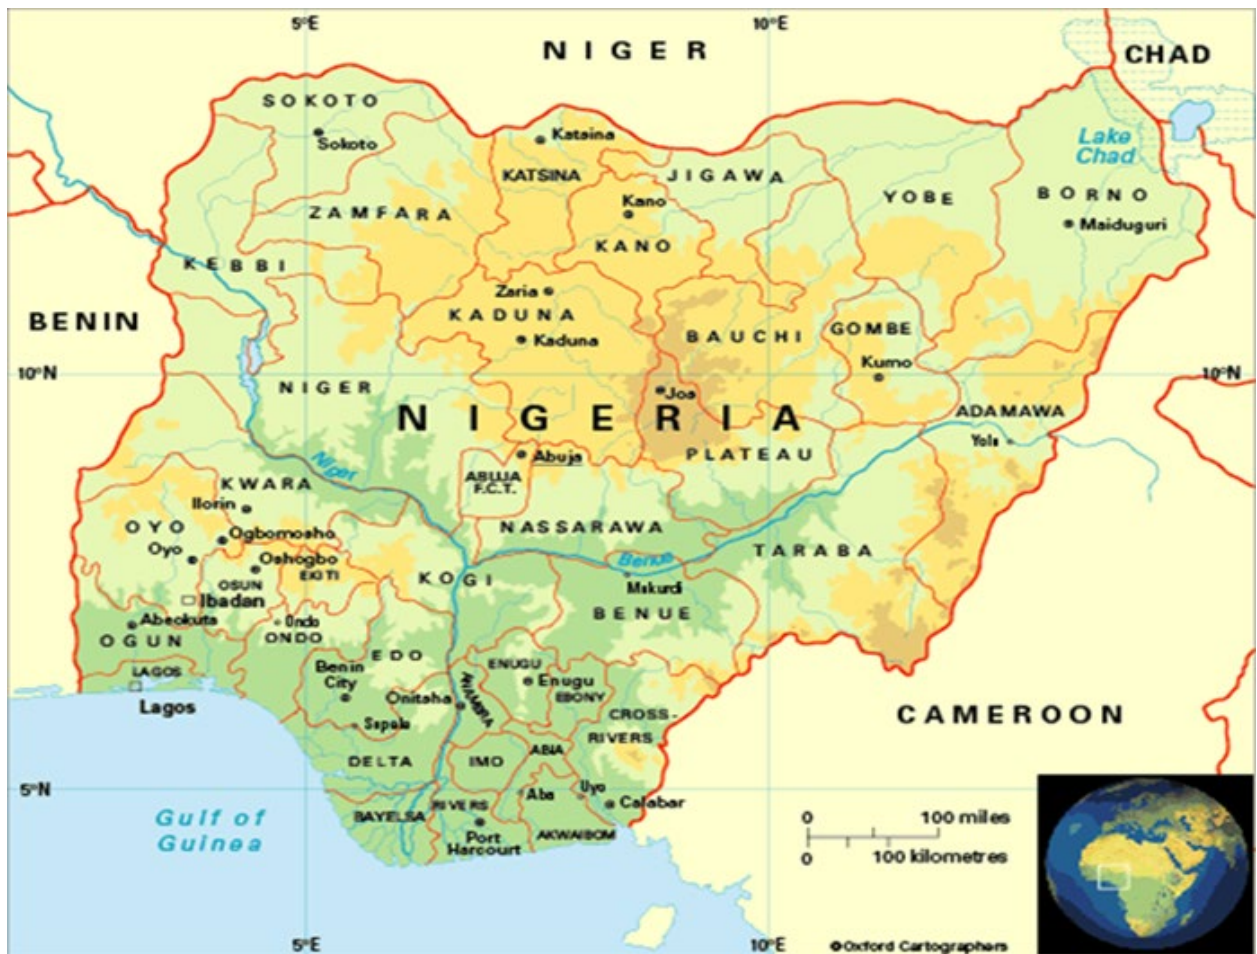 5°E
10°E
NIGER
CHAD
SOKOTO
Sokoto
Katsina
KATSINA
JIGAWA
Lake
Chad
ZAMFARA
Kano
KANO
YOBE
BORNO
Maiduguri
KEBBI
Zaria
KADUNA
Kaduna
BENIN
BAUCHI
GOMBE
Kumo
10°N
10°N
NIGER
Jos
NIGERIA
ADAMAWA
Yola
Abuja
ABUJA
F.C.T.
PLATEAU
Niger
KWARA
Ilorin
OYO
Ogbomosho
NASSARAWA
Oyo
Oshogbo
OSUN
EKITI
KOGI
Benue
TARABA
Makurdi
Ibadan
BENUE
Abeokuta
OGUN
Ondo
ONDO
EDO
LAGOS
Lagos
Benin
City
ENUGU
Enugu
EBONY
Onitsha
ANAMBRA
Sapele
CROSS-
RIVERS
CAMEROON
DELTA
IMO
ABIA
5°N
Aba
Uyo
Calabar
Gulf of
Guinea
BAYELSA
RIVERS
Port
Harcourt
AKWAIBOM
0 100 miles
0 100 kilometres
5°E
10°E
©Oxford Cartographers